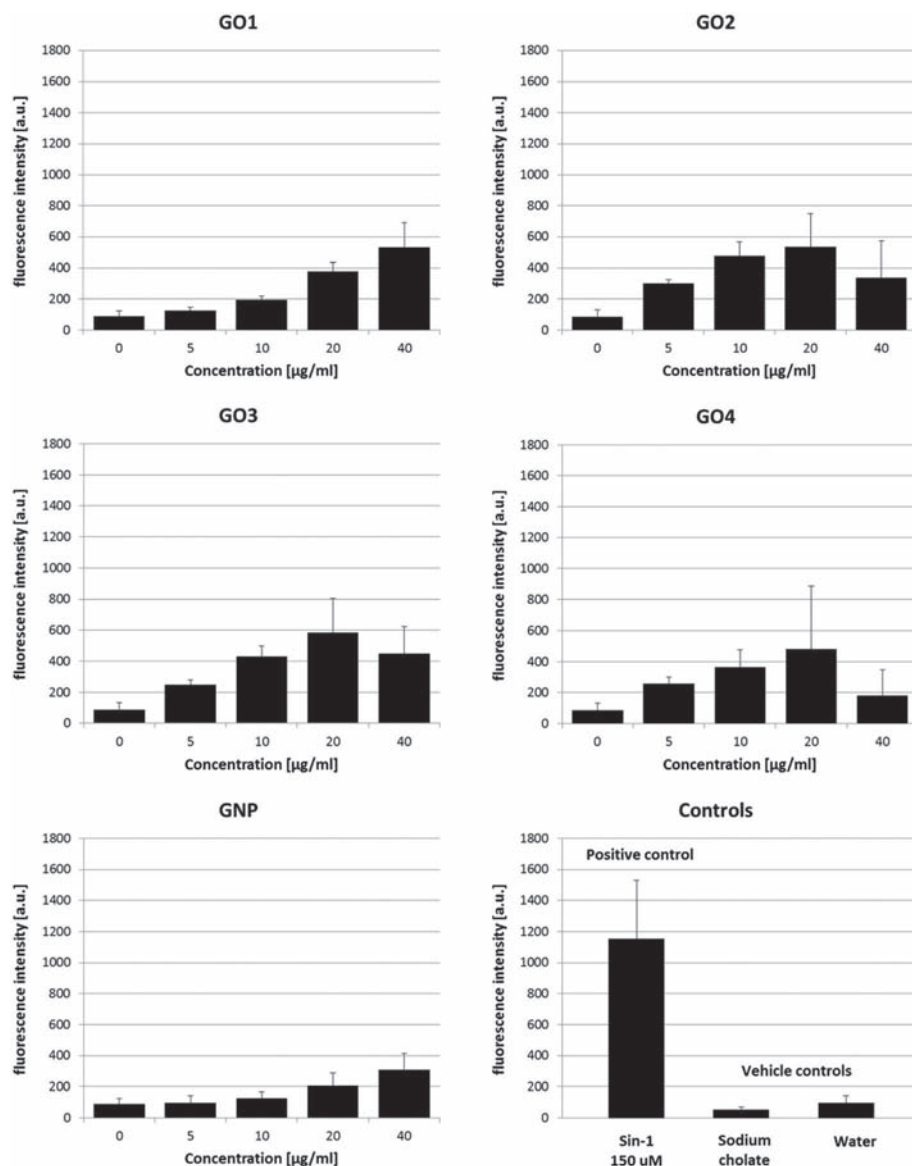 GO1
fluorescence intensity [a.u.]
1800
1600
1400
1200
1000
800
600
400
200
0
0 5 10 20 40
Concentration [µg/ml]
GO2
fluorescence intensity [a.u.]
1800
1600
1400
1200
1000
800
600
400
200
0
0 5 10 20 40
Concentration [µg/ml]
GO3
fluorescence intensity [a.u.]
1800
1600
1400
1200
1000
800
600
400
200
0
0 5 10 20 40
Concentration [µg/ml]
GO4
fluorescence intensity [a.u.]
1800
1600
1400
1200
1000
800
600
400
200
0
0 5 10 20 40
Concentration [µg/ml]
GNP
fluorescence intensity [a.u.]
1800
1600
1400
1200
1000
800
600
400
200
0
0 5 10 20 40
Concentration [µg/ml]
Controls
fluorescence intensity [a.u.]
1800
1600
1400
1200
1000
800
600
400
200
0
Positive control
Vehicle controls
Sin-1
150 uM
Sodium
cholate
Water